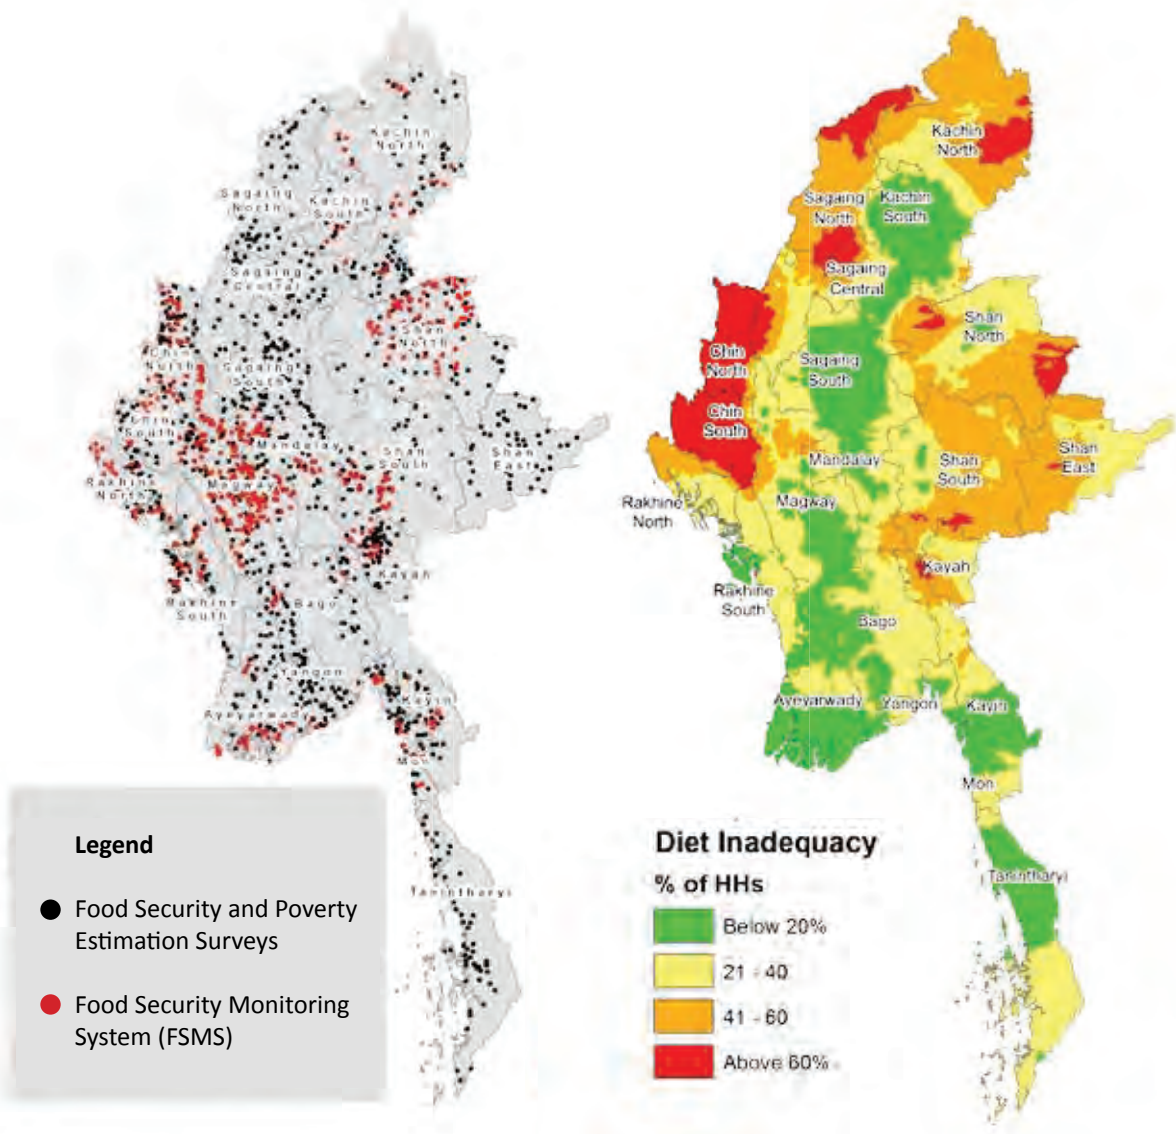 Kachin
North
Sagaing
North
Kachin
South
Sagaing
Central
Shan
North
Chin
North
Sagaing
South
Chin
South
Mandalay
Shan
South
Shan
East
Rakhine
North
Magway
Kayah
Rakhine
South
Bago
Yangon
Ayeyarwady
Kayin
Mon
Tanintharyi
Legend
Food Security and Poverty
Estimation Surveys
Food Security Monitoring
System (FSMS)
Kachin
North
Sagaing
North
Kachin
South
Sagaing
Central
Shan
North
Chin
North
Sagaing
South
Chin
South
Mandalay
Shan
South
Shan
East
Rakhine
North
Magway
Kayah
Rakhine
South
Bago
Ayeyarwady
Yangon
Kayin
Mon
Tanintharyi
Diet Inadequacy
% of HHs
Below 20%
21 - 40
41 - 60
Above 60%